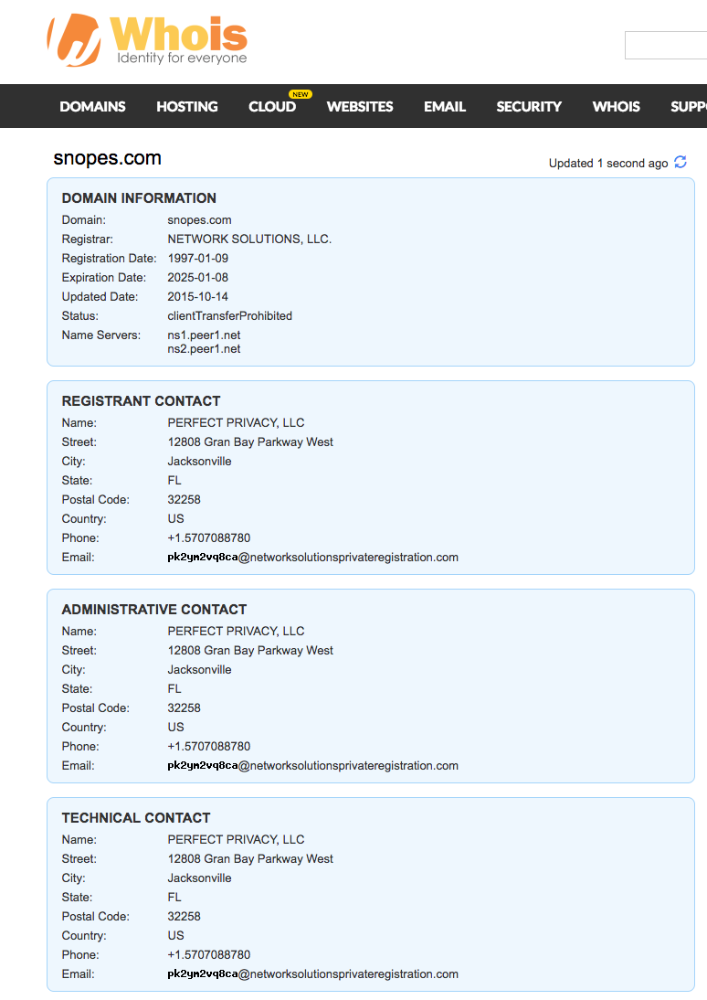 Whois
Identity for everyone
DOMAINS HOSTING CLOUD NEW WEBSITES EMAIL SECURITY WHOIS SUPP
snopes.com
Updated 1 second ago
DOMAIN INFORMATION
Domain: snopes.com
Registrar: NETWORK SOLUTIONS, LLC.
Registration Date: 1997-01-09
Expiration Date: 2025-01-08
Updated Date: 2015-10-14
Status: clientTransferProhibited
Name Servers: ns1.peer1.net
ns2.peer1.net
REGISTRANT CONTACT
Name: PERFECT PRIVACY, LLC
Street: 12808 Gran Bay Parkway West
City: Jacksonville
State: FL
Postal Code: 32258
Country: US
Phone: +1.5707088780
Email: pk2ym2vq8ca@networksolutionsprivateregistration.com
ADMINISTRATIVE CONTACT
Name: PERFECT PRIVACY, LLC
Street: 12808 Gran Bay Parkway West
City: Jacksonville
State: FL
Postal Code: 32258
Country: US
Phone: +1.5707088780
Email: pk2ym2vq8ca@networksolutionsprivateregistration.com
TECHNICAL CONTACT
Name: PERFECT PRIVACY, LLC
Street: 12808 Gran Bay Parkway West
City: Jacksonville
State: FL
Postal Code: 32258
Country: US
Phone: +1.5707088780
Email: pk2ym2vq8ca@networksolutionsprivateregistration.com